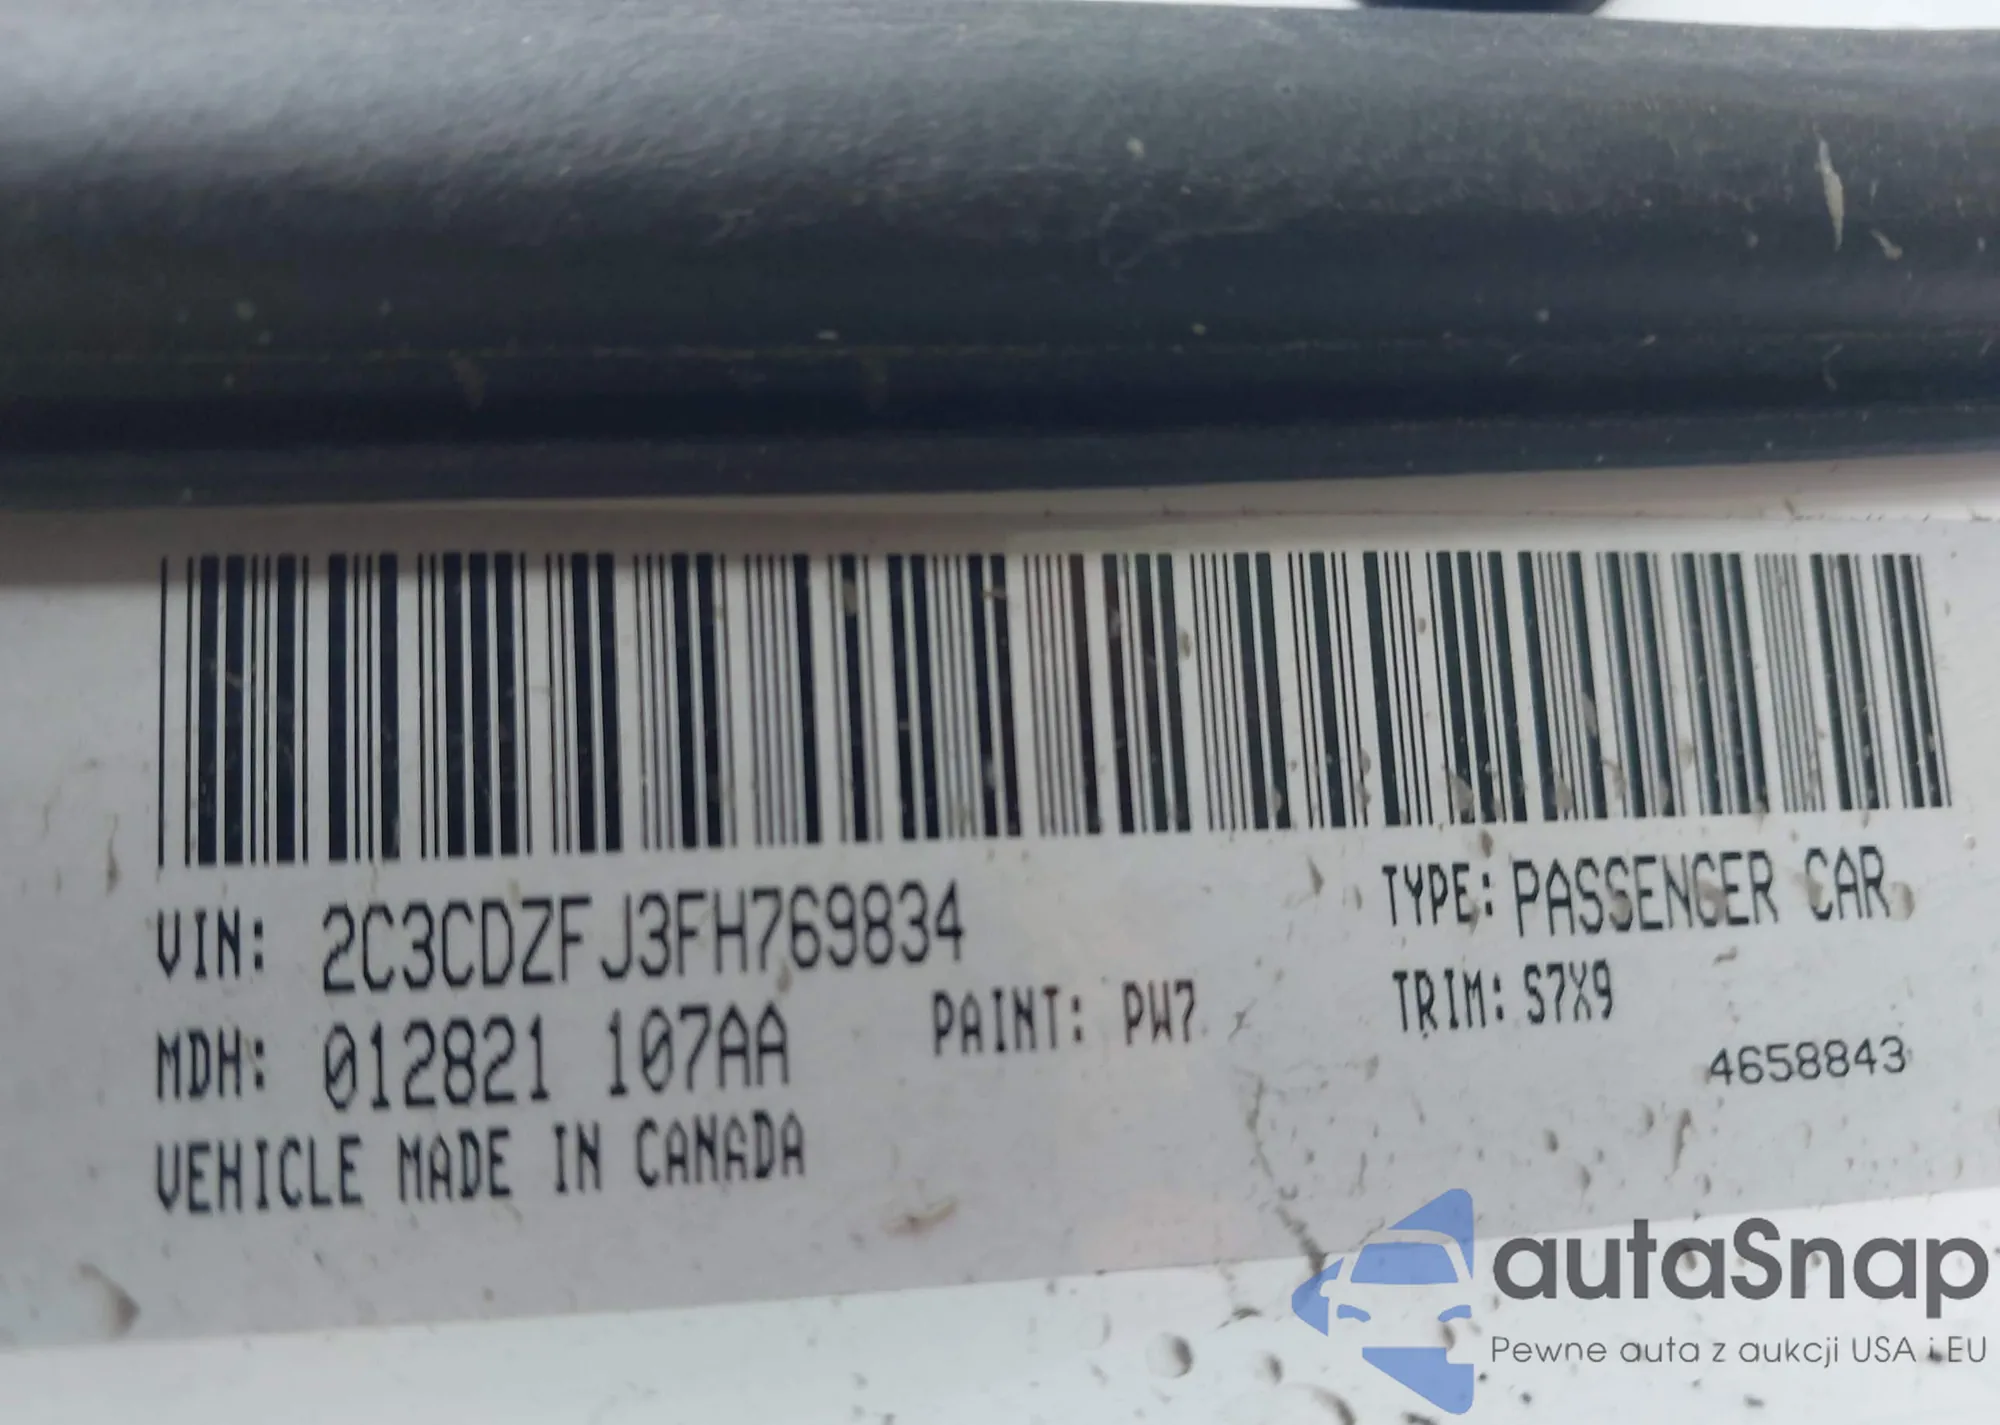 VIN: 2C3CDZFJ3FH769834
TYPE: PASSENGER CAR
MDH: 012821 107AA
PAINT: PW7
TRIM: S7X9
4658843
VEHICLE MADE IN CANADA
autaSnap
Pewne auta z aukcji USA i EU